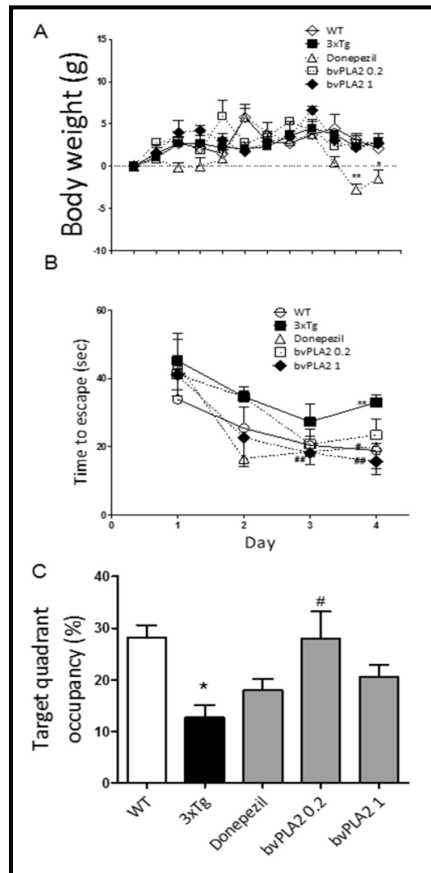 A
WT
3xTg
Donepezil
bvPLA2 0.2
bvPLA2 1
Body weight (g)
10
5
0
-5
-10
**
*
B
WT
3xTg
Donepezil
bvPLA2 0.2
bvPLA2 1
Time to escape (sec)
60
40
20
0
**
#
##
##
1
2
3
4
Day
C
Target quadrant
occupancy (%)
40
30
20
10
0
*
#
WT
3xTg
Donepezil
bvPLA2 0.2
bvPLA2 1